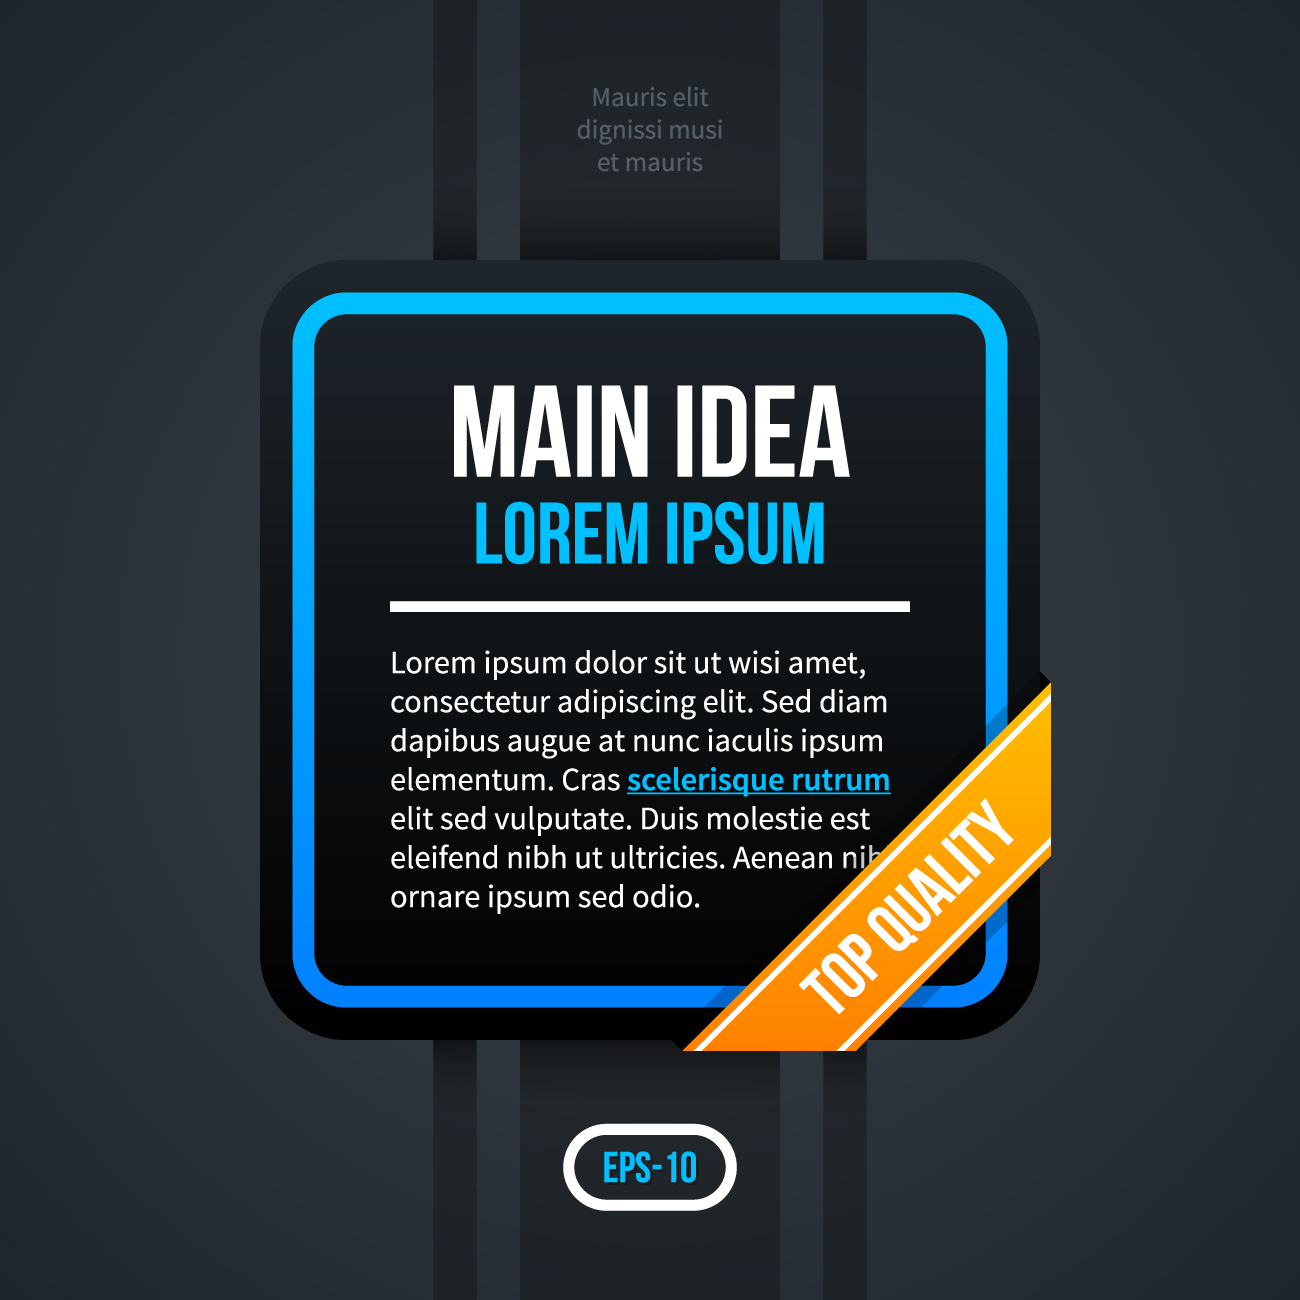 Mauris elit
dignissi musi
et mauris
MAIN IDEA
LOREM IPSUM
Lorem ipsum dolor sit ut wisi amet,
consectetur adipiscing elit. Sed diam
dapibus augue at nunc iaculis ipsum
elementum. Cras scelerisque rutrum
elit sed vulputate. Duis molestie est
eleifend nibh ut ultricies. Aenean
ornare ipsum sed odio.
TOP QUALITY
EPS-10